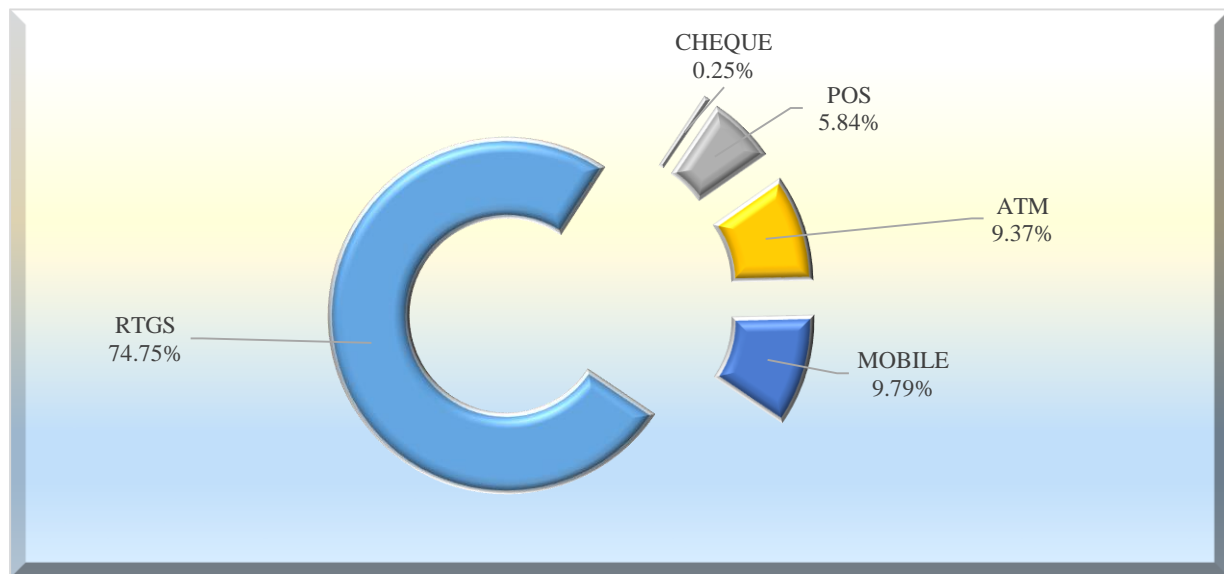 CHEQUE
0.25%
POS
5.84%
ATM
9.37%
RTGS
74.75%
MOBILE
9.79%